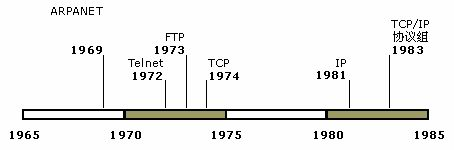 ARPANET
1969
Telnet
1972
FTP
1973
TCP
1974
IP
1981
TCP/IP
协议组
1983
1965
1970
1975
1980
1985